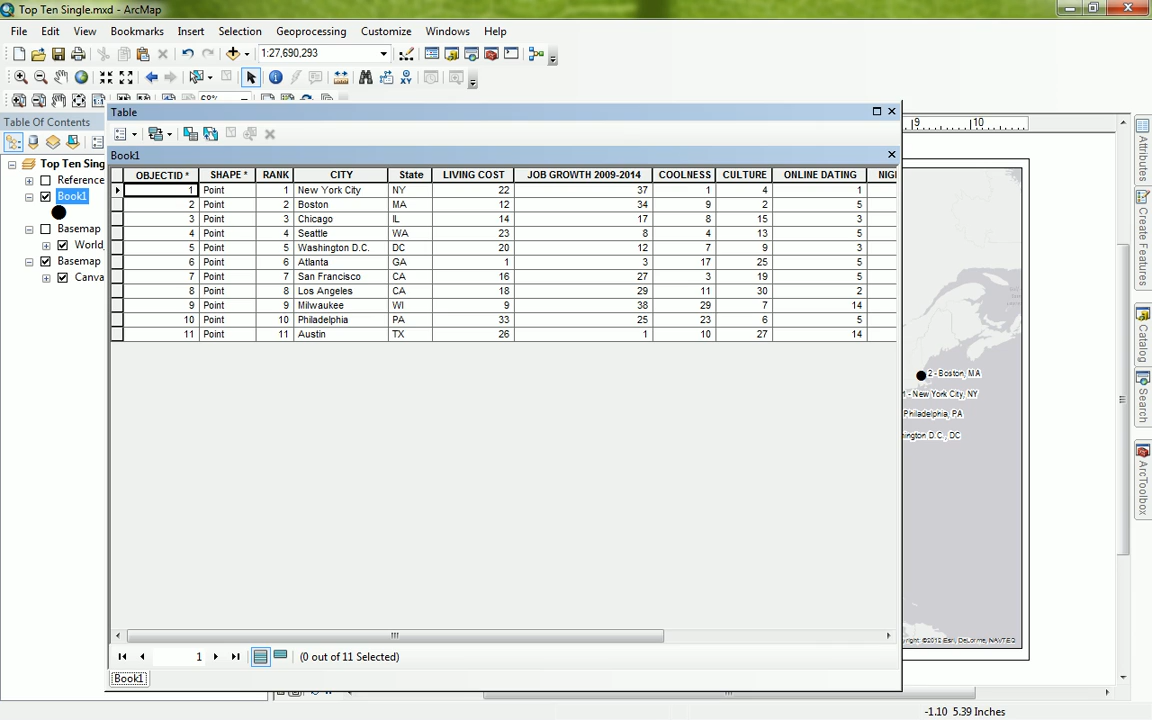 Top Ten Single.mxd - ArcMap
File Edit View Bookmarks Insert Selection Geoprocessing Customize Windows Help
1:27,690,293
Table Of Contents
Table
Book1
Top Ten Sing
Reference
Book1
Basemap
World_
Basemap
Canva
OBJECTID * SHAPE * RANK CITY State LIVING COST JOB GROWTH 2009-2014 COOLNESS CULTURE ONLINE DATING NIGI
1 Point 1 New York City NY 22 37 1 4 1
2 Point 2 Boston MA 12 34 9 2 5
3 Point 3 Chicago IL 14 17 8 15 3
4 Point 4 Seattle WA 23 8 4 13 5
5 Point 5 Washington D.C. DC 20 12 7 9 3
6 Point 6 Atlanta GA 1 3 17 25 5
7 Point 7 San Francisco CA 16 27 3 19 5
8 Point 8 Los Angeles CA 18 29 11 30 2
9 Point 9 Milwaukee WI 9 38 29 7 14
10 Point 10 Philadelphia PA 33 25 23 6 5
11 Point 11 Austin TX 26 1 10 27 14
1 (0 out of 11 Selected)
Book1
9 10
2 - Boston, MA
1 - New York City, NY
Philadelphia, PA
ington D.C., DC
right ©2012 Esri, DeLorme, NAVTEQ
Attributes
Create Features
Catalog
Search
ArcToolbox
-1.10 5.39 Inches